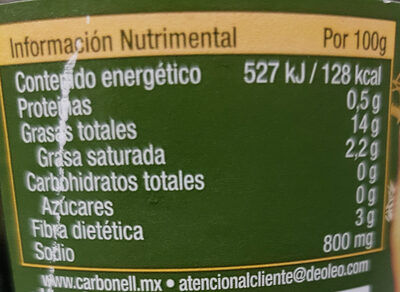 Información Nutrimental Por 100g
Contenido energético 527 kJ / 128 kcal
Proteínas 0,5 g
Grasas totales 14 g
Grasa saturada 2,2 g
Carbohidratos totales 0 g
Azúcares 0 g
Fibra dietética 3 g
Sodio 800 mg
www.carbonell.mx • atencionalcliente@deoleo.com